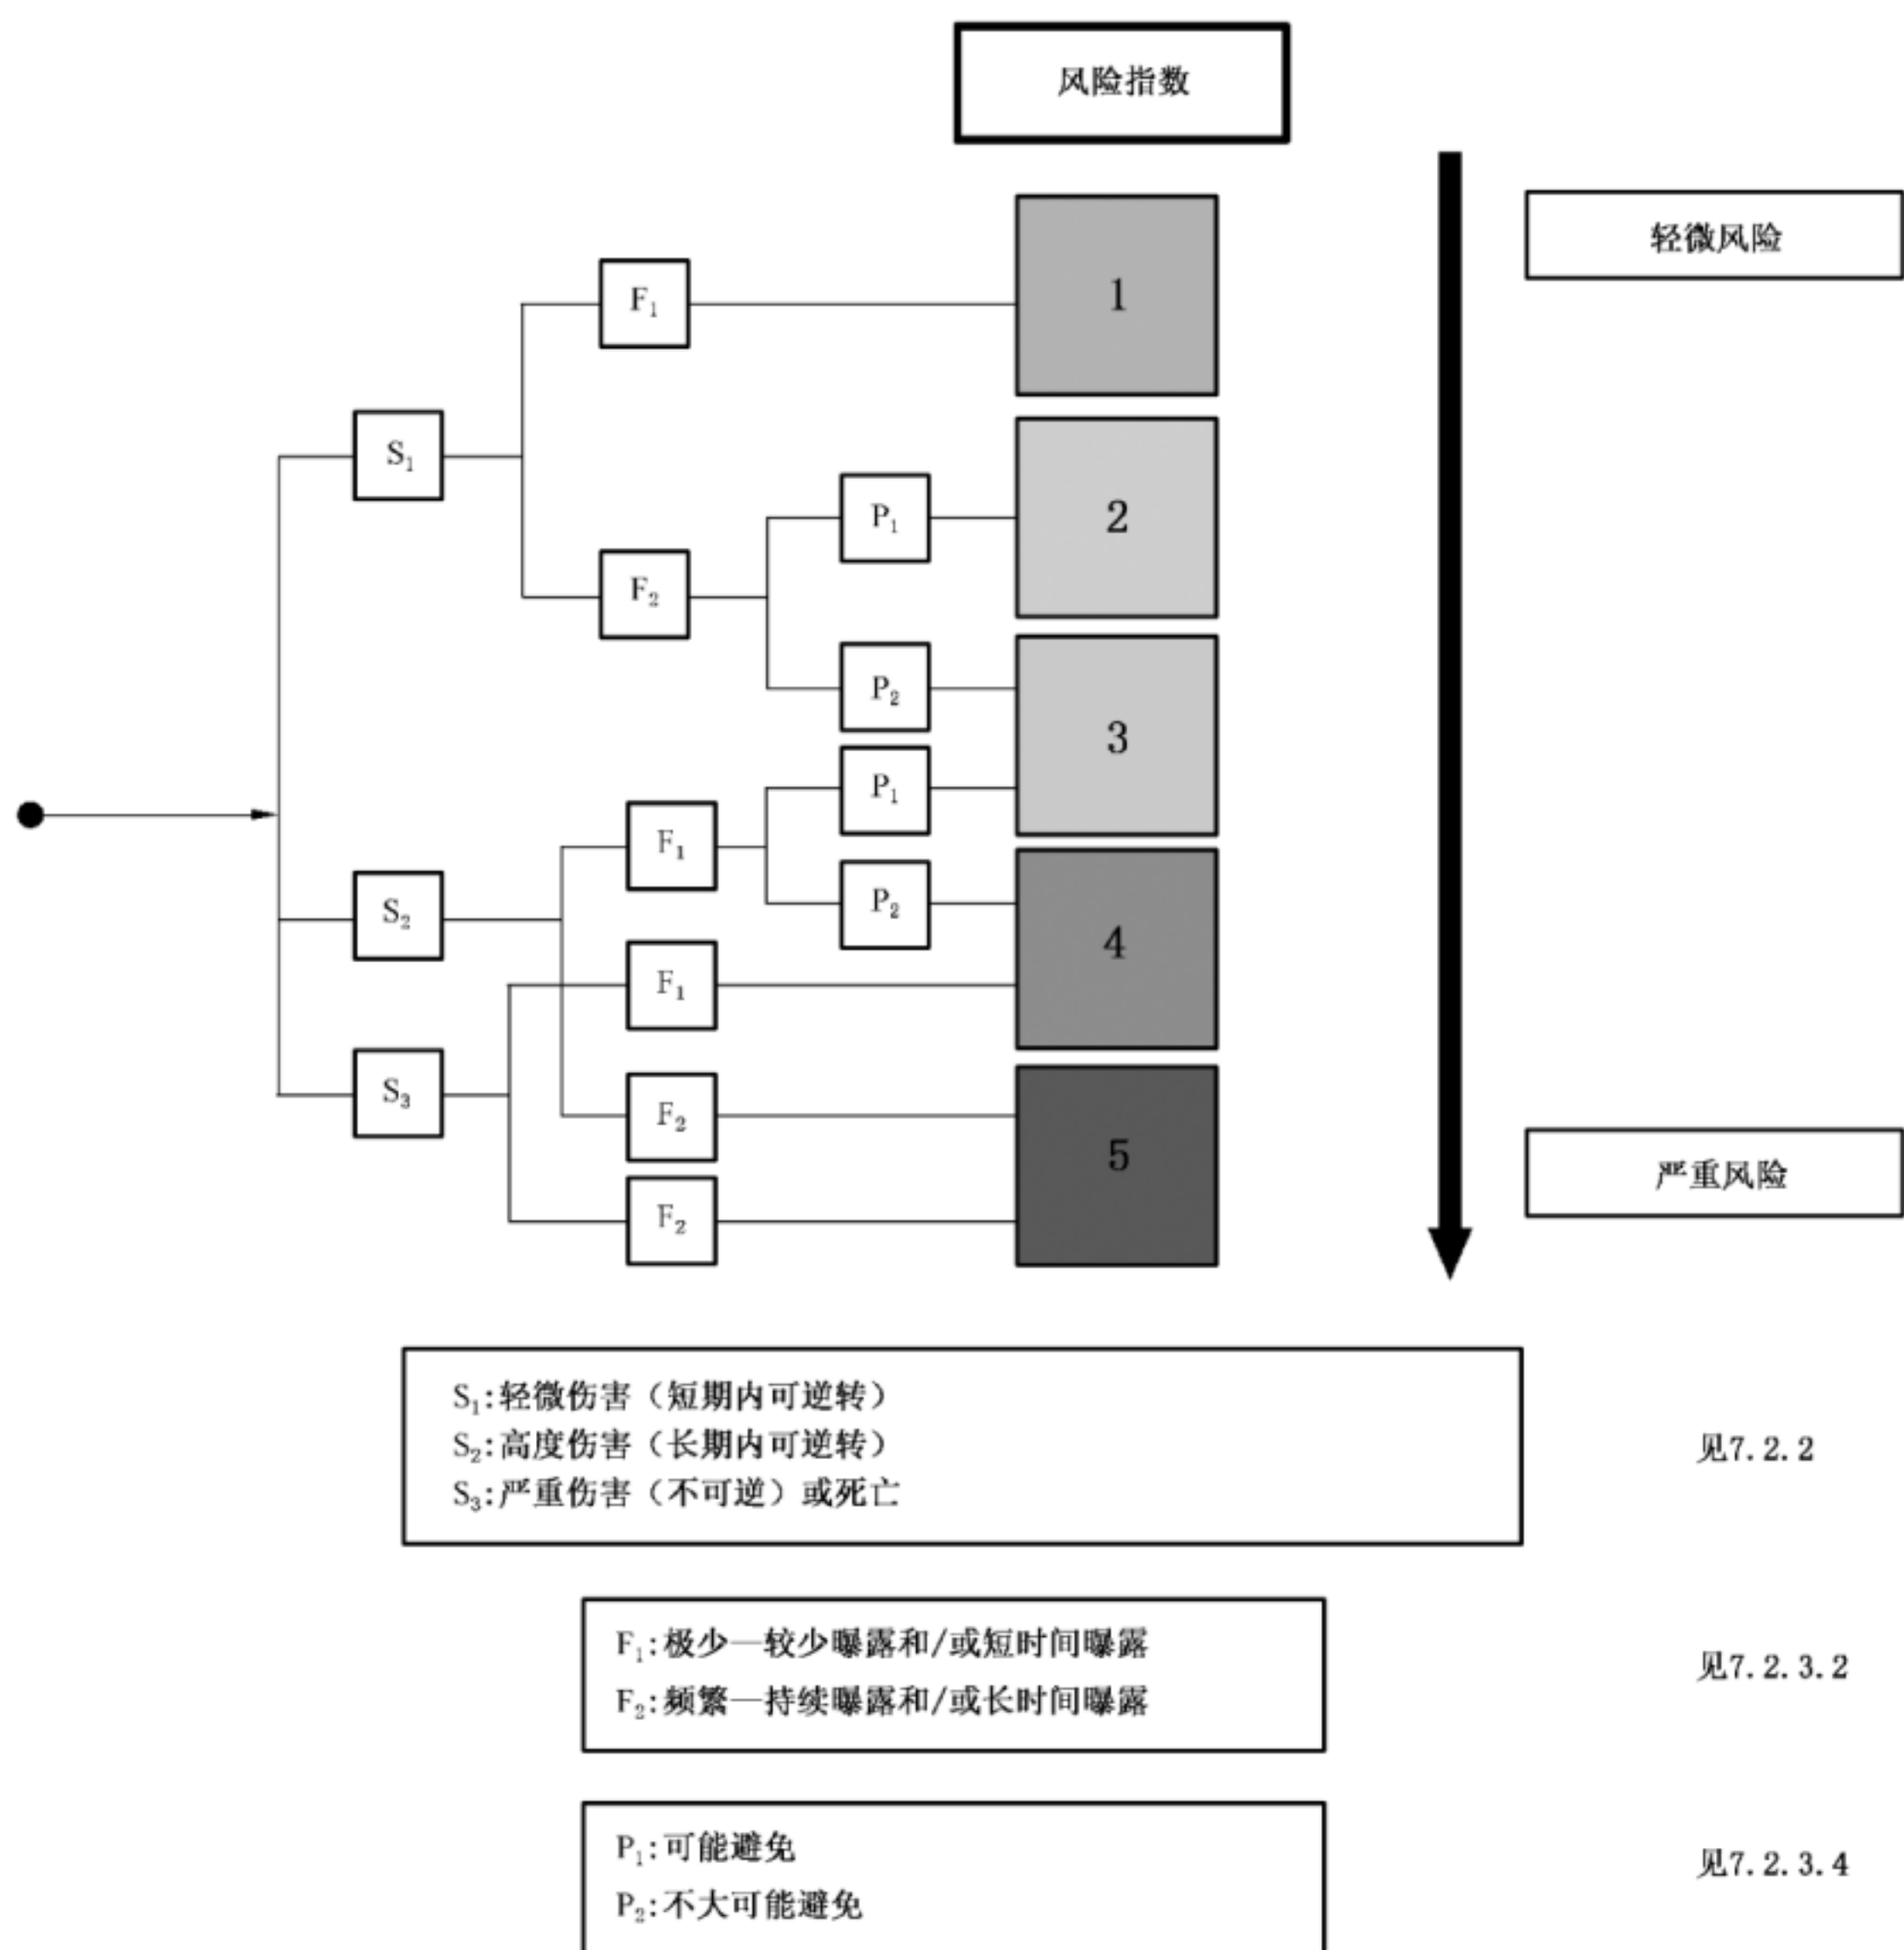 风险指数
轻微风险
1
F₁
S₁
2
P₁
F₂
3
P₂
P₁
F₁
4
P₂
S₂
F₁
S₃
F₂
5
严重风险
F₂
S₁:轻微伤害（短期内可逆转）
S₂:高度伤害（长期内可逆转）
见7.2.2
S₃:严重伤害（不可逆）或死亡
F₁:极少—较少曝露和/或短时间曝露
见7.2.3.2
F₂:频繁—持续曝露和/或长时间曝露
P₁:可能避免
见7.2.3.4
P₂:不大可能避免